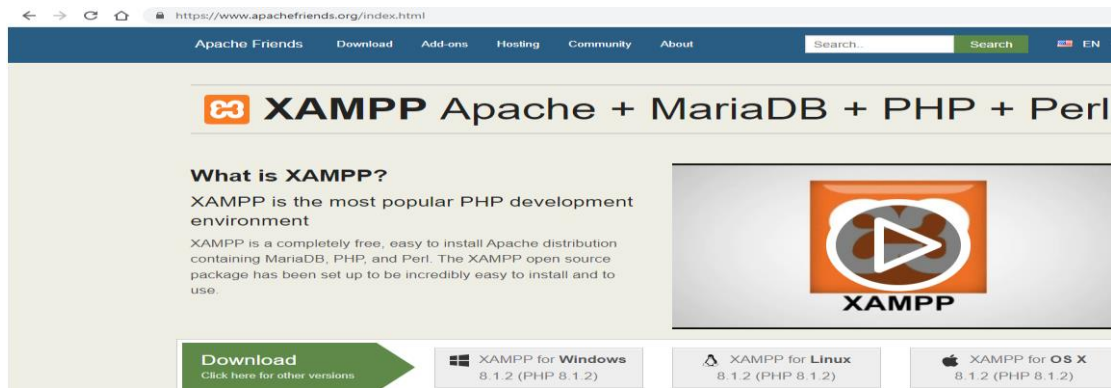 https://www.apachefriends.org/index.html
Apache Friends Download Add-ons Hosting Community About Search.. Search EN
XAMPP Apache + MariaDB + PHP + Perl
What is XAMPP?
XAMPP is the most popular PHP development
environment
XAMPP is a completely free, easy to install Apache distribution
containing MariaDB, PHP, and Perl. The XAMPP open source
package has been set up to be incredibly easy to install and to
use.
XAMPP
Download
Click here for other versions
XAMPP for Windows
8.1.2 (PHP 8.1.2)
XAMPP for Linux
8.1.2 (PHP 8.1.2)
XAMPP for OS X
8.1.2 (PHP 8.1.2)